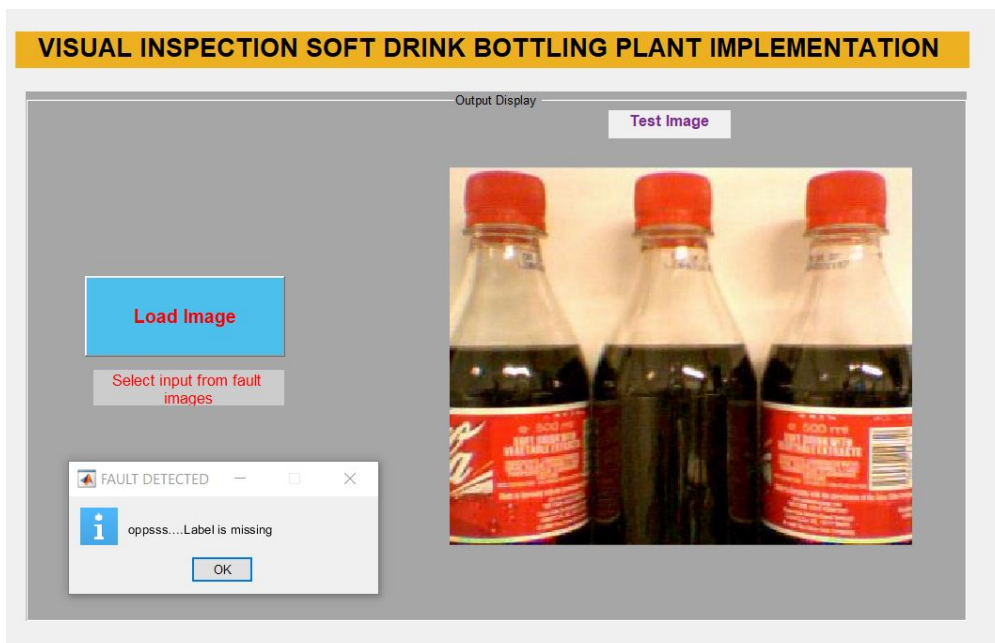 VISUAL INSPECTION SOFT DRINK BOTTLING PLANT IMPLEMENTATION
Output Display
Test Image
Load Image
Select input from fault
images
FAULT DETECTED
oppsss....Label is missing
OK
e 500 ml
SOFT DRINK WITH
VEGETABLE EXTRACTS
e 500 ml
SOFT DRINK WITH
VEGETABLE EXTRACTS